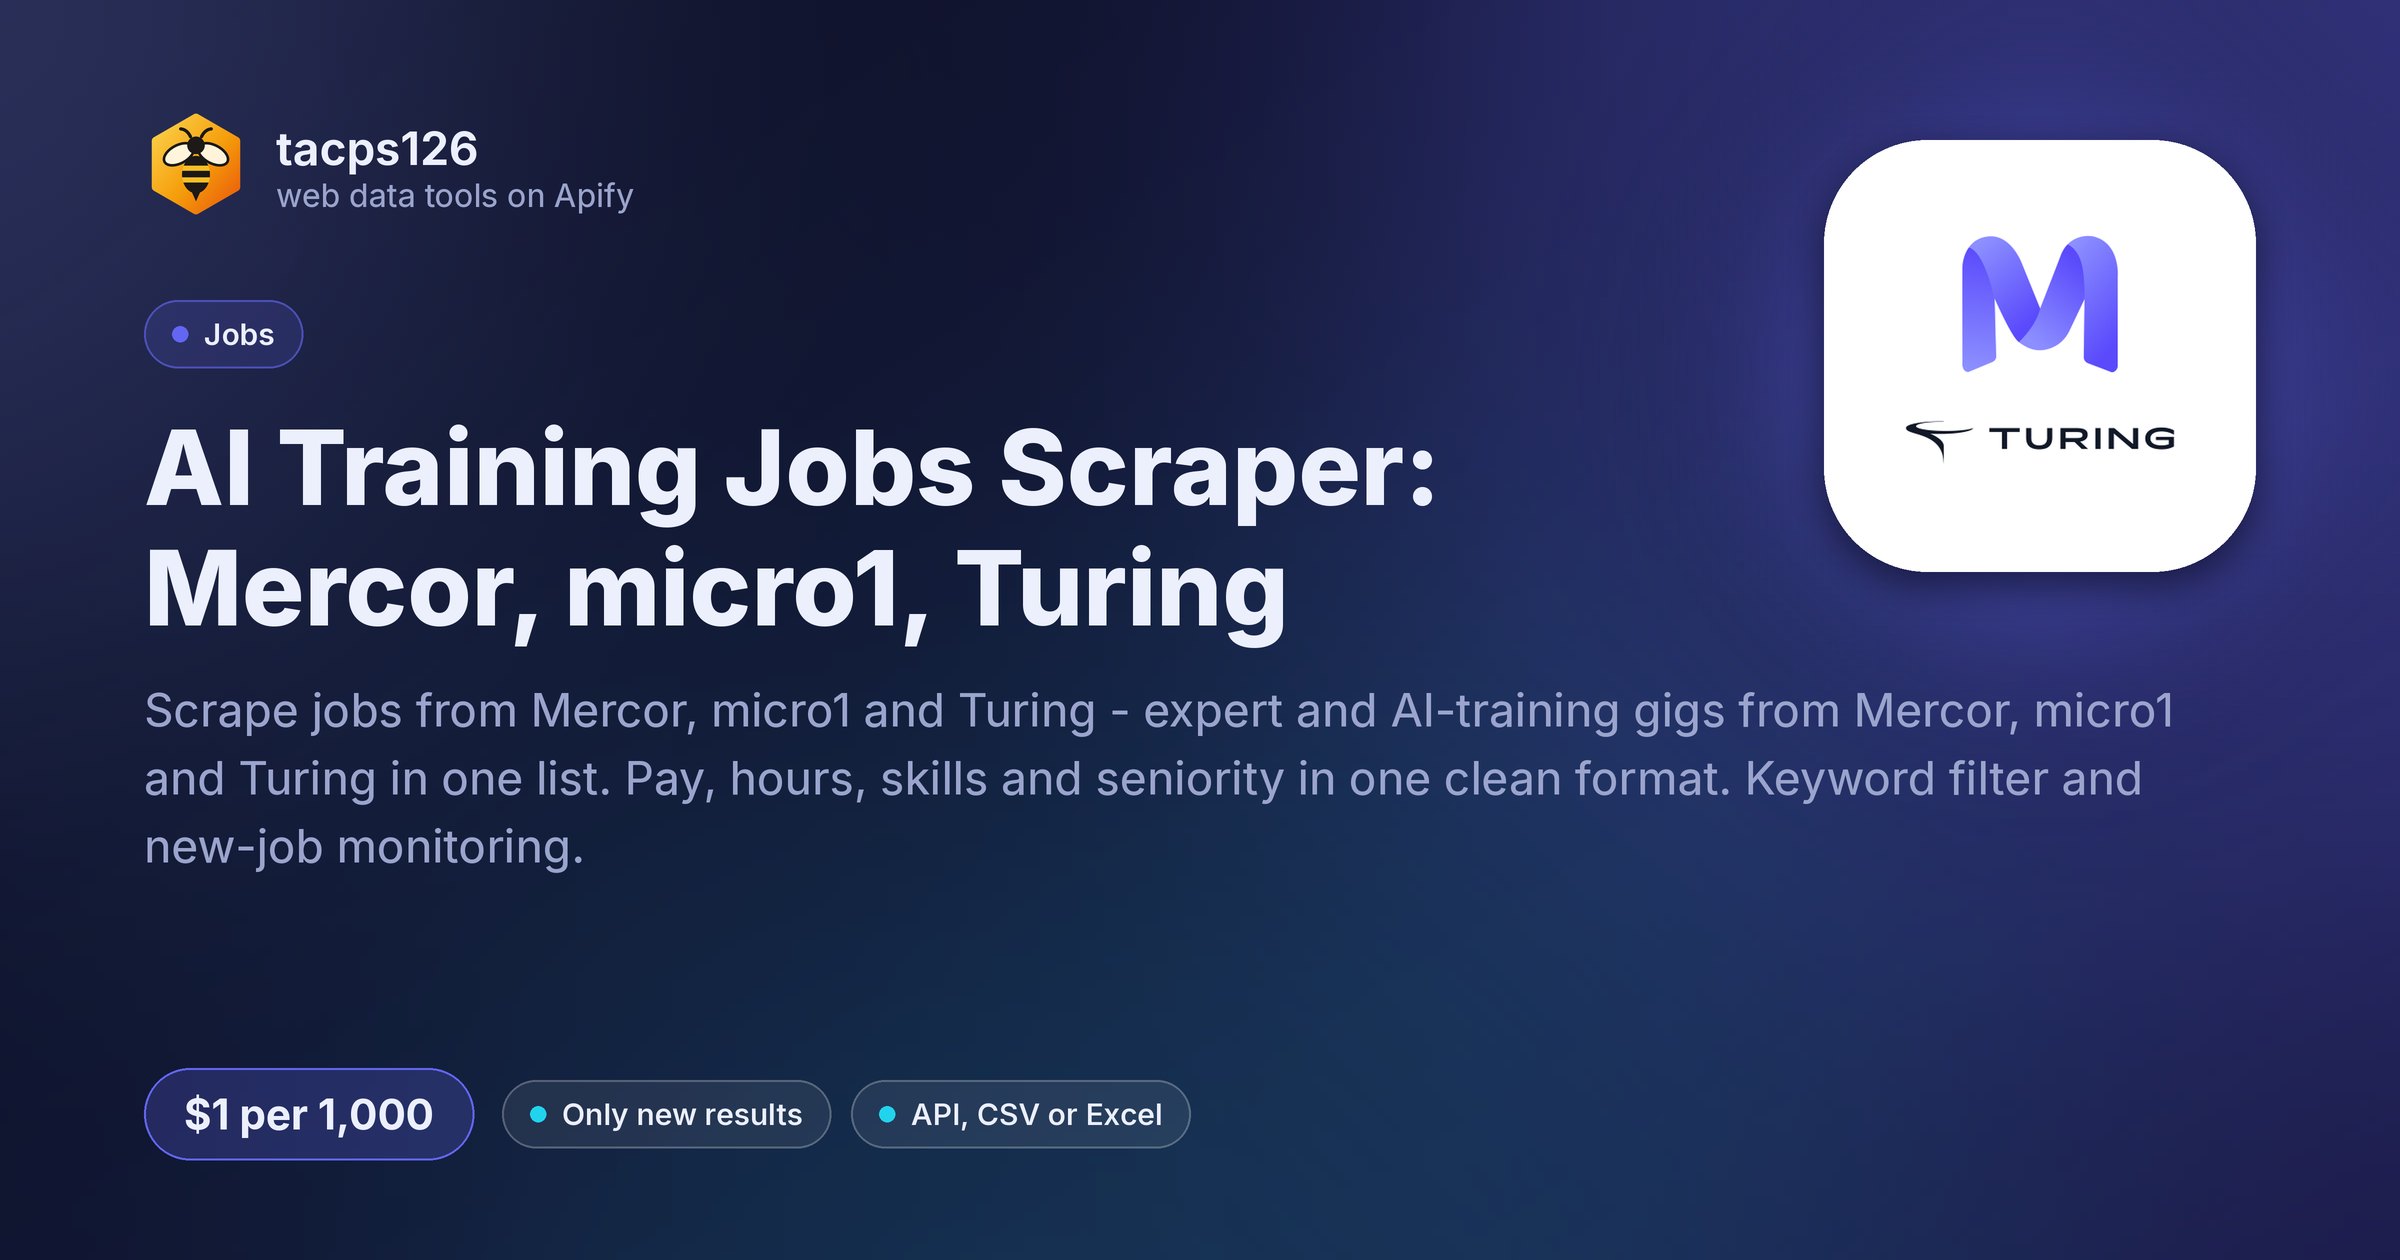 tacps126
web data tools on Apify
Jobs
AI Training Jobs Scraper:
Mercor, micro1, Turing
TURING
Scrape jobs from Mercor, micro1 and Turing - expert and AI-training gigs from Mercor, micro1
and Turing in one list. Pay, hours, skills and seniority in one clean format. Keyword filter and
new-job monitoring.
$1 per 1,000
Only new results
API, CSV or Excel